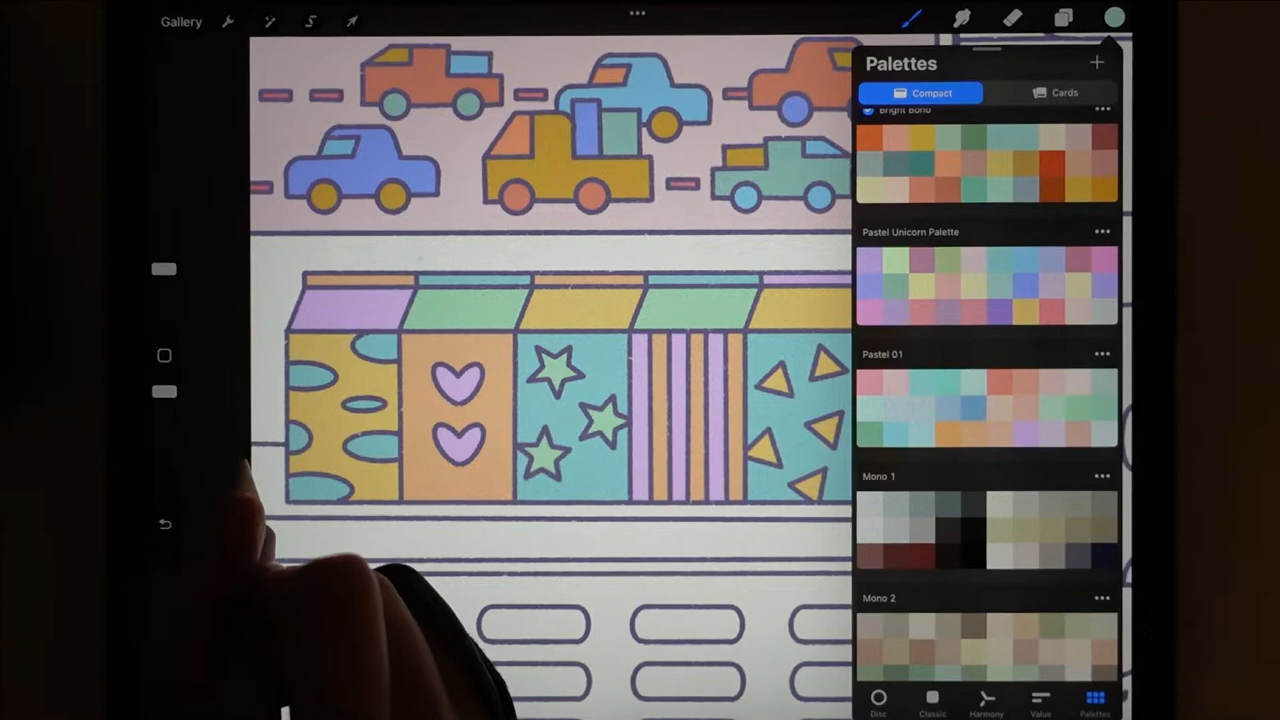 Gallery
Palettes
Compact
Cards
Bright Boho
Pastel Unicorn Palette
Pastel 01
Mono 1
Mono 2
Disc
Classic
Harmony
Value
Palettes